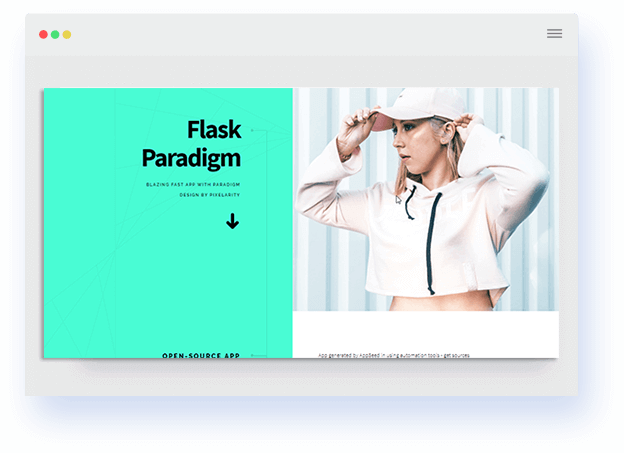 Flask
Paradigm
BLAZING FAST APP WITH PARADIGM
DESIGN BY PIXELARITY
OPEN-SOURCE APP
App generated by AppSeed in using automation tools - get sources